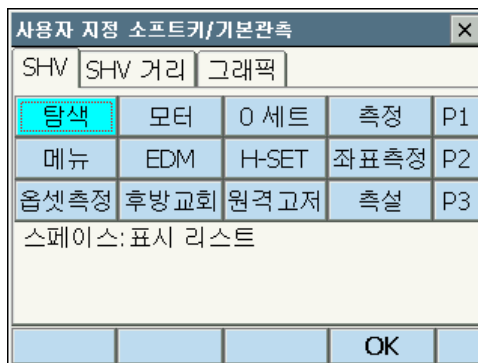 사용자 지정 소프트키/기본관측
SHV SHV 거리 그래픽
탐색 모터 0 세트 측정 P1
메뉴 EDM H-SET 좌표측정 P2
옵셋측정 후방교회 원격고저 측설 P3
스페이스:표시 리스트
OK